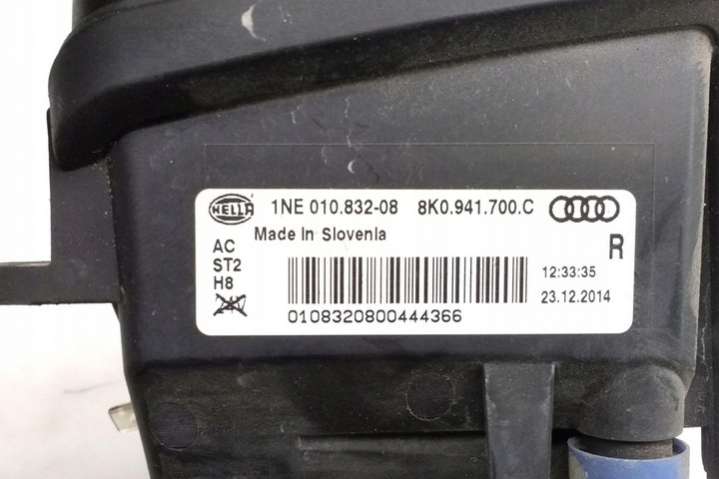 HELLA 1NE 010.832-08 8K0.941.700.C
Made in Slovenia
R
AC
ST2
H8
12:33:35
23.12.2014
0108320800444366